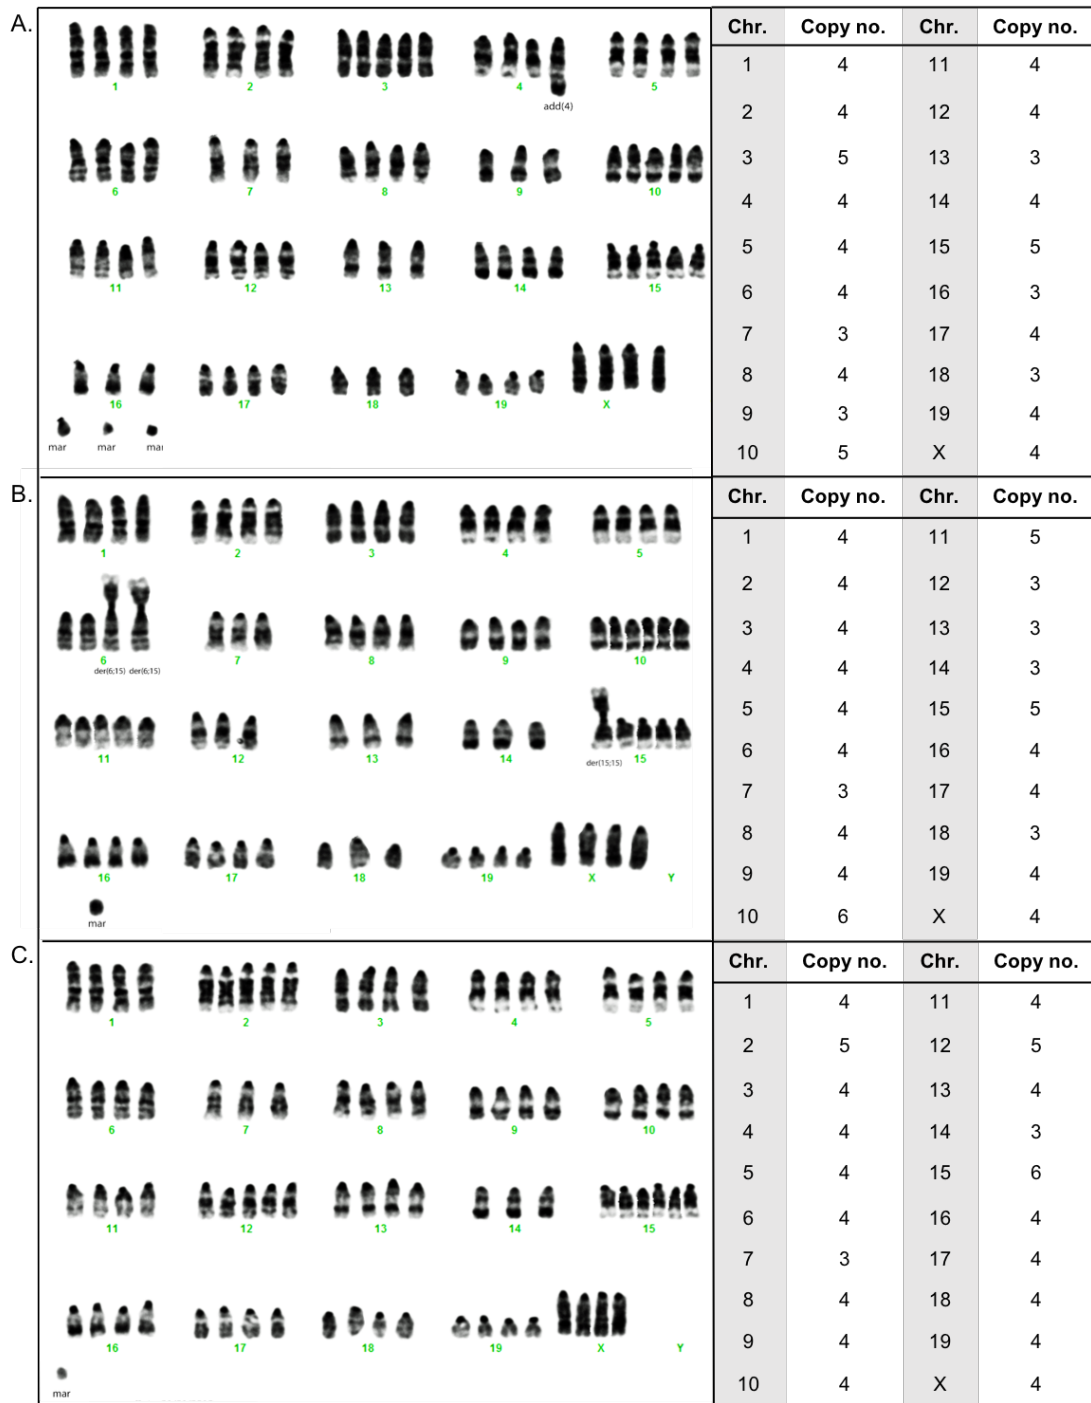 A.
1 2 3 4 5
add(4)
6 7 8 9 10
11 12 13 14 15
16 17 18 19 X
mar mar mar
Chr. Copy no. Chr. Copy no.
1 4 11 4
2 4 12 4
3 5 13 3
4 4 14 4
5 4 15 5
6 4 16 3
7 3 17 4
8 4 18 3
9 3 19 4
10 5 X 4
B.
1 2 3 4 5
6 7 8 9 10
der(6;15) der(6;15)
11 12 13 14 15
der(15;15)
16 17 18 19 X Y
mar
Chr. Copy no. Chr. Copy no.
1 4 11 5
2 4 12 3
3 4 13 3
4 4 14 3
5 4 15 5
6 4 16 4
7 3 17 4
8 4 18 3
9 4 19 4
10 6 X 4
C.
1 2 3 4 5
6 7 8 9 10
11 12 13 14 15
16 17 18 19 X Y
mar
Chr. Copy no. Chr. Copy no.
1 4 11 4
2 5 12 5
3 4 13 4
4 4 14 3
5 4 15 6
6 4 16 4
7 3 17 4
8 4 18 4
9 4 19 4
10 4 X 4